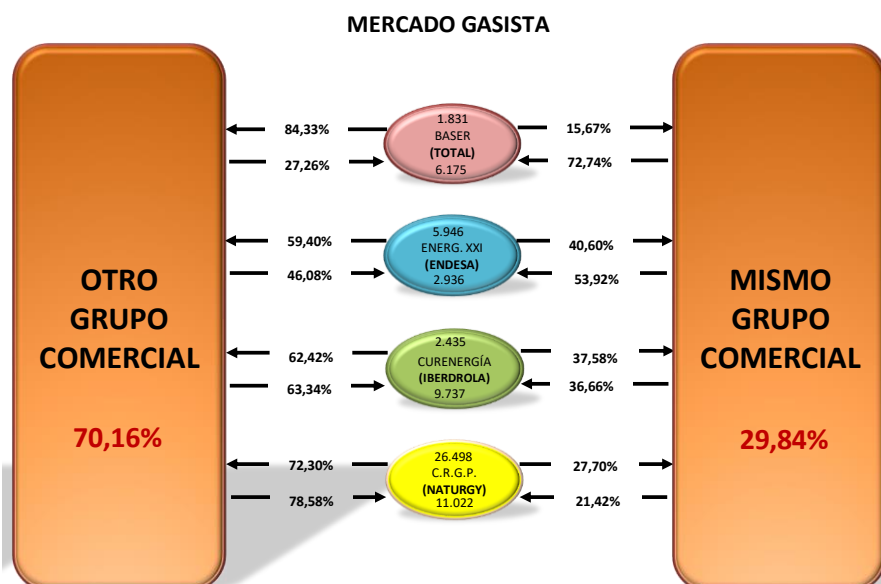 MERCADO GASISTA
OTRO
GRUPO
COMERCIAL
70,16%
84,33%
27,26%
1.831
BASER
(TOTAL)
6.175
15,67%
72,74%
59,40%
46,08%
5.946
ENERG. XXI
(ENDESA)
2.936
40,60%
53,92%
62,42%
63,34%
2.435
CURENERGÍA
(IBERDROLA)
9.737
37,58%
36,66%
72,30%
78,58%
26.498
C.R.G.P.
(NATURGY)
11.022
27,70%
21,42%
MISMO
GRUPO
COMERCIAL
29,84%